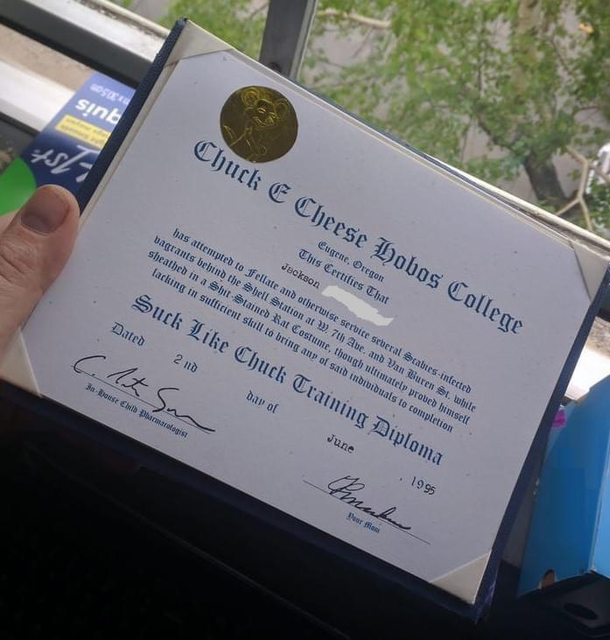 1st
quis
Chuck E Cheese Hobos College
Eugene, Oregon
This Certifies That
Jackson
has attempted to Fellate and otherwise service several Scabies-infected
vagrants behind the Shell Station at W. 7th Ave. and Van Buren St. while
sheathed in a Shit-Stained Rat Costume, though ultimately proved himself
lacking in sufficient skill to bring any of said individuals to completion
Suck Like Chuck Training Diploma
Dated 2nd day of June, 1995
In-House Child Pharmacologist
Your Mom